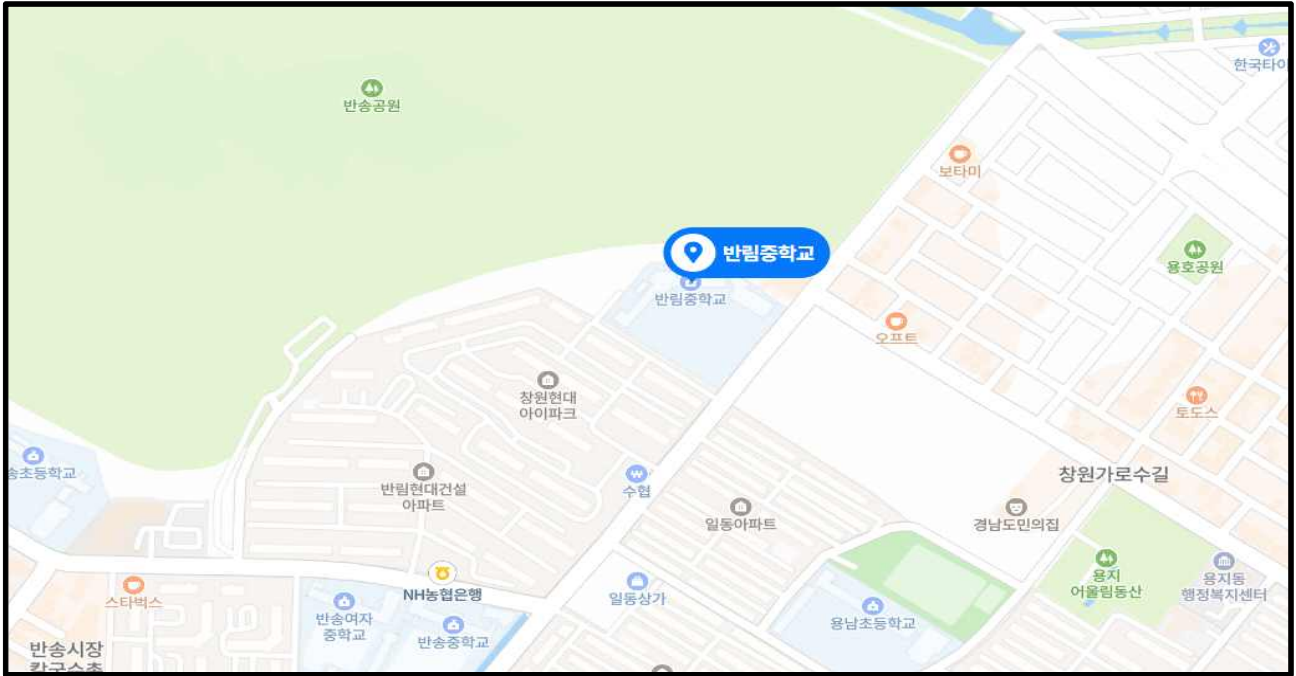 한국타이
반송공원
보타미
반림중학교
용호공원
반림중학교
오프트
창원현대
아이파크
토도스
송초등학교
반림현대건설
아파트
수협
일동아파트
창원가로수길
경남도민의집
용지
어울림동산
용지동
행정복지센터
스타벅스
NH농협은행
반송여자
중학교
반송중학교
일동상가
용남초등학교
반송시장
칼국수촌